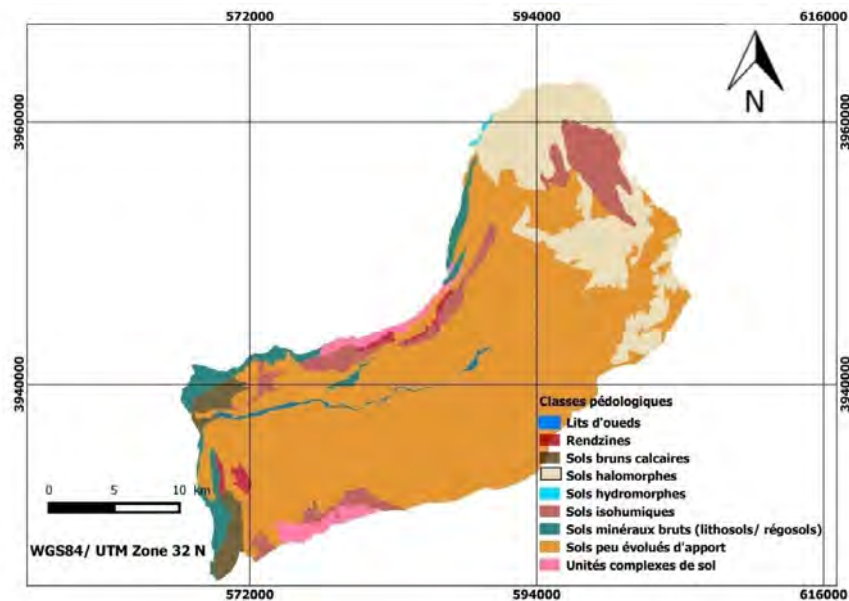 572000
594000
616000
3960000
3960000
N
3940000
3940000
Classes pédologiques
Lits d'oueds
Rendzines
Sols bruns calcaires
Sols halomorphes
Sols hydromorphes
Sols isohumiques
Sols minéraux bruts (lithosols/ régosols)
Sols peu évolués d'apport
Unités complexes de sol
0 5 10 km
WGS84/ UTM Zone 32 N
572000
594000
616000